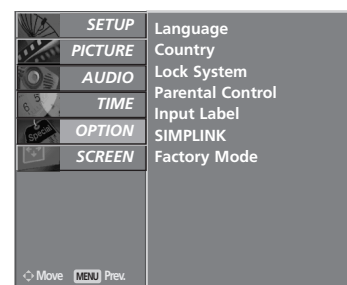 SETUP
PICTURE
AUDIO
TIME
OPTION
SCREEN
Language
Country
Lock System
Parental Control
Input Label
SIMPLINK
Factory Mode
Special
Move MENU Prev.